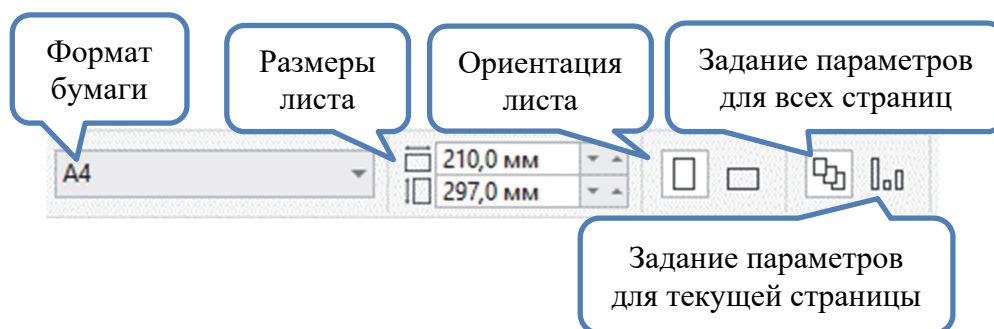 Формат
бумаги
Размеры
листа
Ориентация
листа
Задание параметров
для всех страниц
A4
210,0 мм
297,0 мм
Задание параметров
для текущей страницы